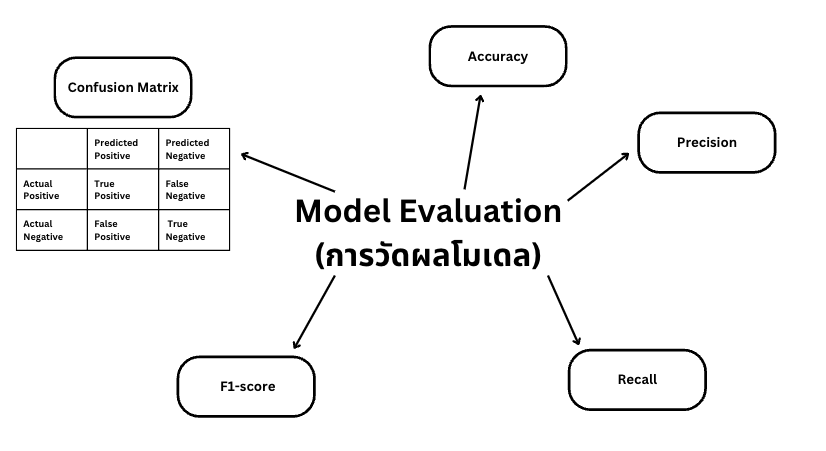 Accuracy
Confusion Matrix
Predicted
Positive
Predicted
Negative
Actual
Positive
True
Positive
False
Negative
Actual
Negative
False
Positive
True
Negative
Precision
Model Evaluation
(การวัดผลโมเดล)
F1-score
Recall